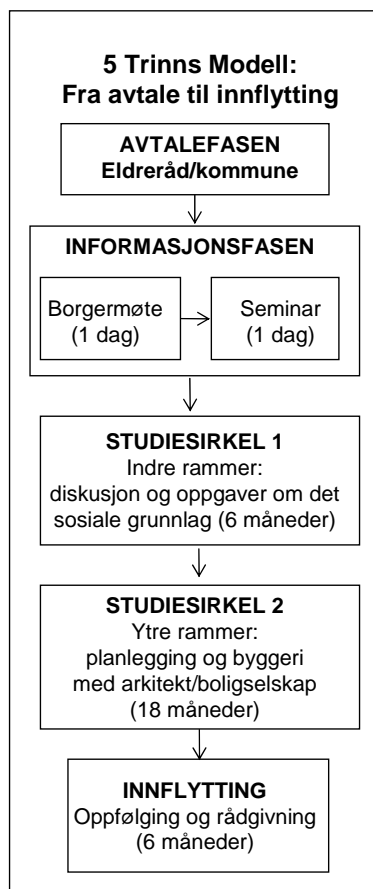 5 Trinns Modell:
Fra avtale til innflytting
AVTALEFASEN
Eldreråd/kommune
INFORMASJONSFASEN
Borgermøte
(1 dag)
Seminar
(1 dag)
STUDIESIRKEL 1
Indre rammer:
diskusjon og oppgaver om det
sosiale grunnlag (6 måneder)
STUDIESIRKEL 2
Ytre rammer:
planlegging og byggeri
med arkitekt/boligselskap
(18 måneder)
INNFLYTTING
Oppfølging og rådgivning
(6 måneder)